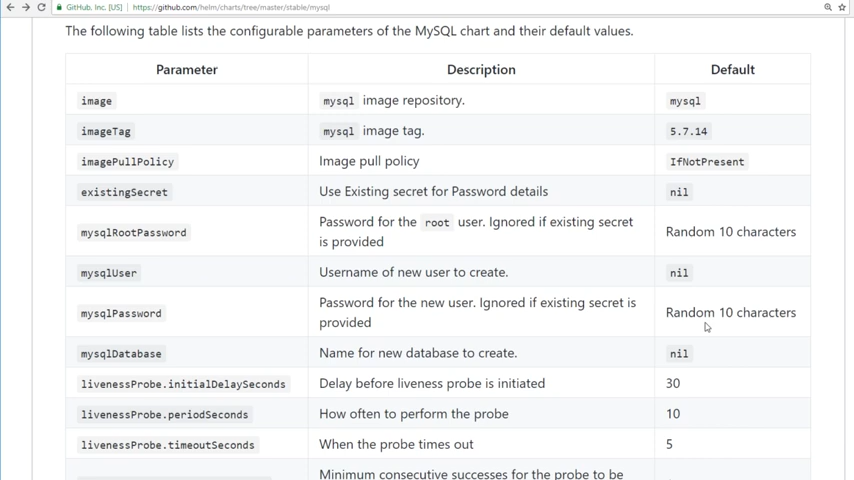 GitHub, Inc. [US] https://github.com/helm/charts/tree/master/stable/mysql
The following table lists the configurable parameters of the MySQL chart and their default values.
Parameter Description Default
image mysql image repository. mysql
imageTag mysql image tag. 5.7.14
imagePullPolicy Image pull policy IfNotPresent
existingSecret Use Existing secret for Password details nil
mysqlRootPassword Password for the root user. Ignored if existing secret is provided Random 10 characters
mysqlUser Username of new user to create. nil
mysqlPassword Password for the new user. Ignored if existing secret is provided Random 10 characters
mysqlDatabase Name for new database to create. nil
livenessProbe.initialDelaySeconds Delay before liveness probe is initiated 30
livenessProbe.periodSeconds How often to perform the probe 10
livenessProbe.timeoutSeconds When the probe times out 5
Minimum consecutive successes for the probe to be